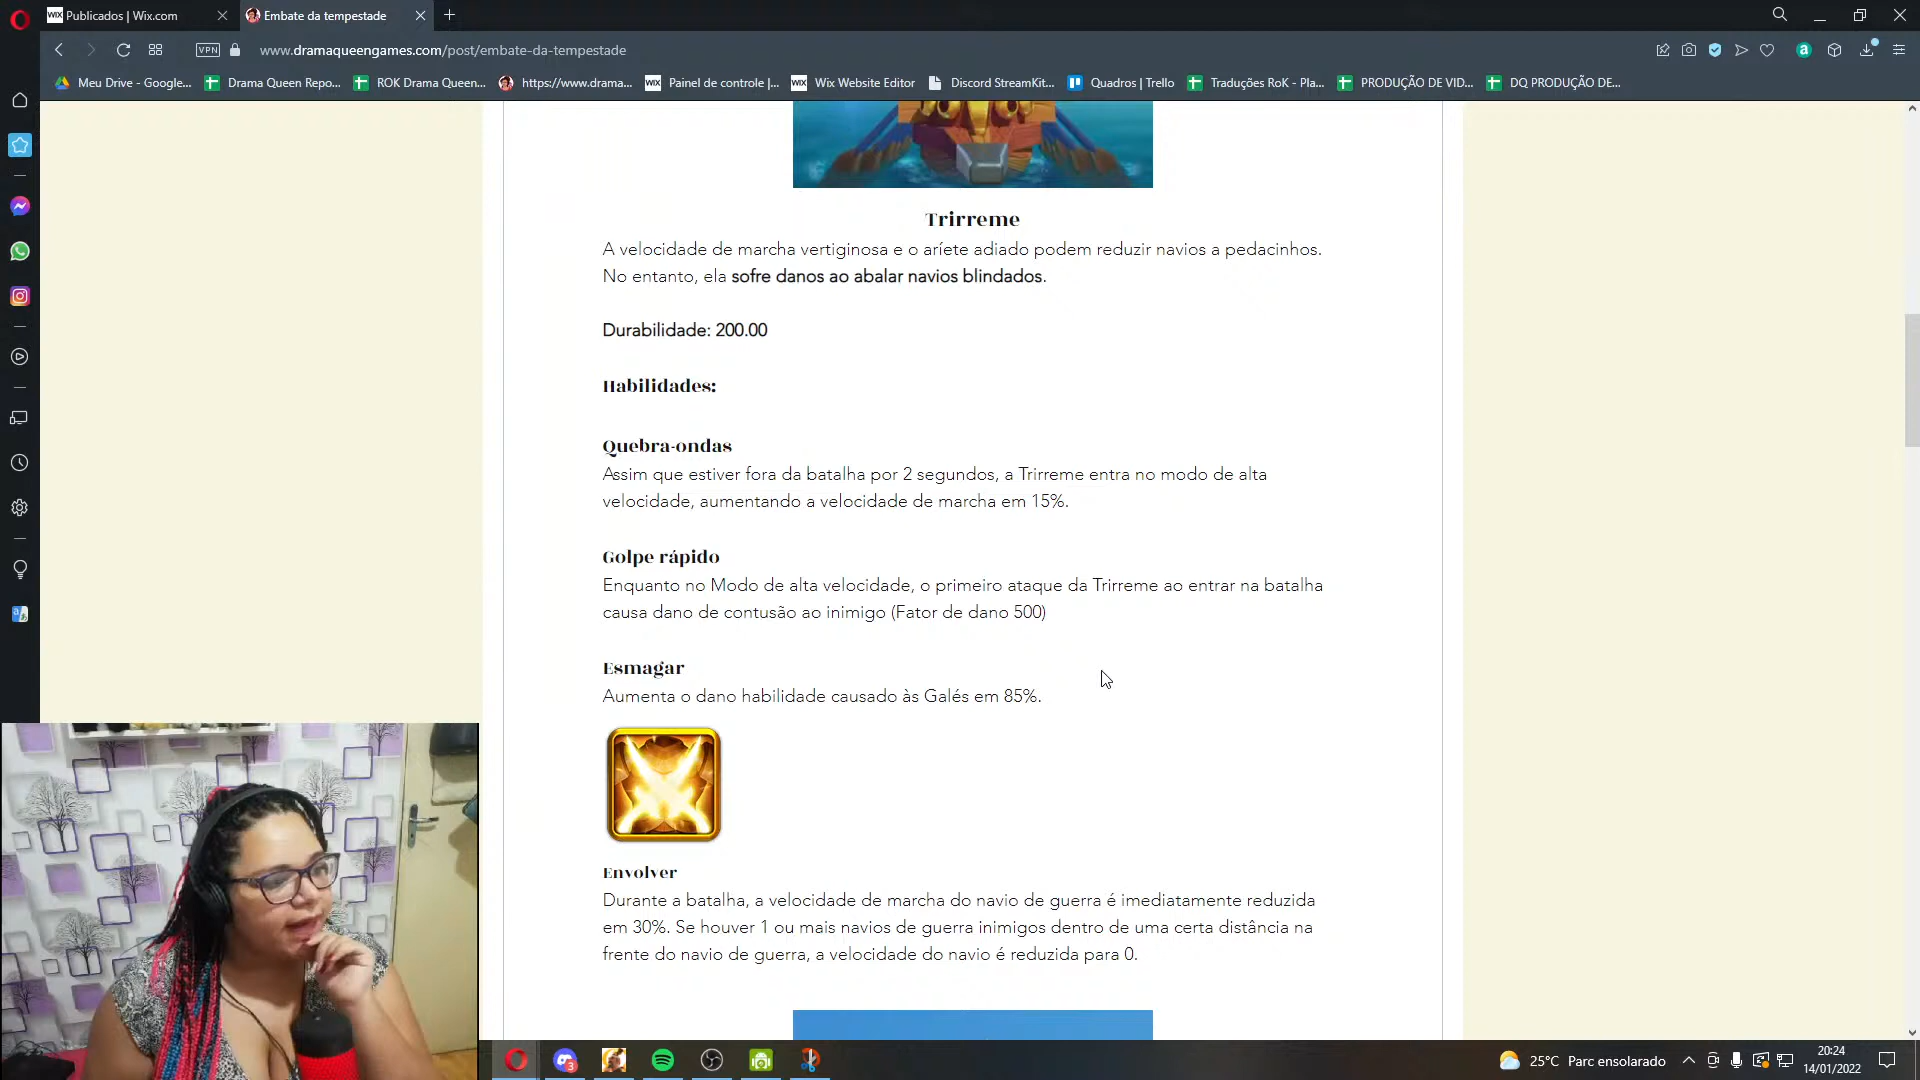 Publicados | Wix.com
Embate da tempestade
VPN
www.dramaqueengames.com/post/embate-da-tempestade
Meu Drive - Google...
Drama Queen Repo...
ROK Drama Queen...
https://www.drama...
Painel de controle |...
Wix Website Editor
Discord StreamKit...
Quadros | Trello
Traduções RoK - Pla...
PRODUÇÃO DE VID...
DQ PRODUÇÃO DE...
Trirreme
A velocidade de marcha vertiginosa e o aríete adiado podem reduzir navios a pedacinhos.
No entanto, ela sofre danos ao abalar navios blindados.
Durabilidade: 200.00
Habilidades:
Quebra-ondas
Assim que estiver fora da batalha por 2 segundos, a Trirreme entra no modo de alta
velocidade, aumentando a velocidade de marcha em 15%.
Golpe rápido
Enquanto no Modo de alta velocidade, o primeiro ataque da Trirreme ao entrar na batalha
causa dano de contusão ao inimigo (Fator de dano 500)
Esmagar
Aumenta o dano habilidade causado às Galés em 85%.
Envolver
Durante a batalha, a velocidade de marcha do navio de guerra é imediatamente reduzida
em 30%. Se houver 1 ou mais navios de guerra inimigos dentro de uma certa distância na
frente do navio de guerra, a velocidade do navio é reduzida para 0.
25°C Parc ensolarado
20:24
14/01/2022